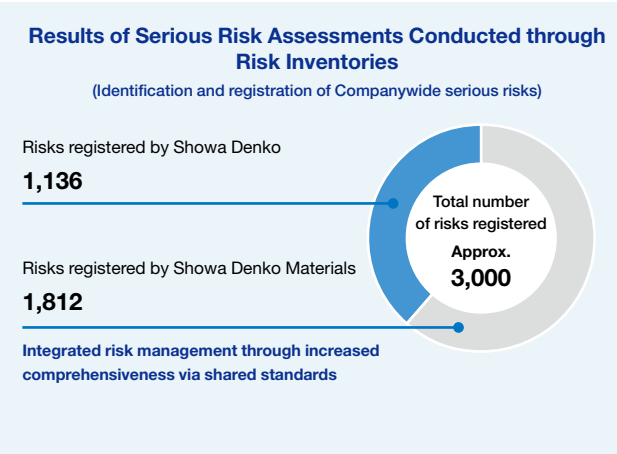 Results of Serious Risk Assessments Conducted through
Risk Inventories
(Identification and registration of Companywide serious risks)
Risks registered by Showa Denko
1,136
Total number
of risks registered
Approx.
3,000
Risks registered by Showa Denko Materials
1,812
Integrated risk management through increased
comprehensiveness via shared standards